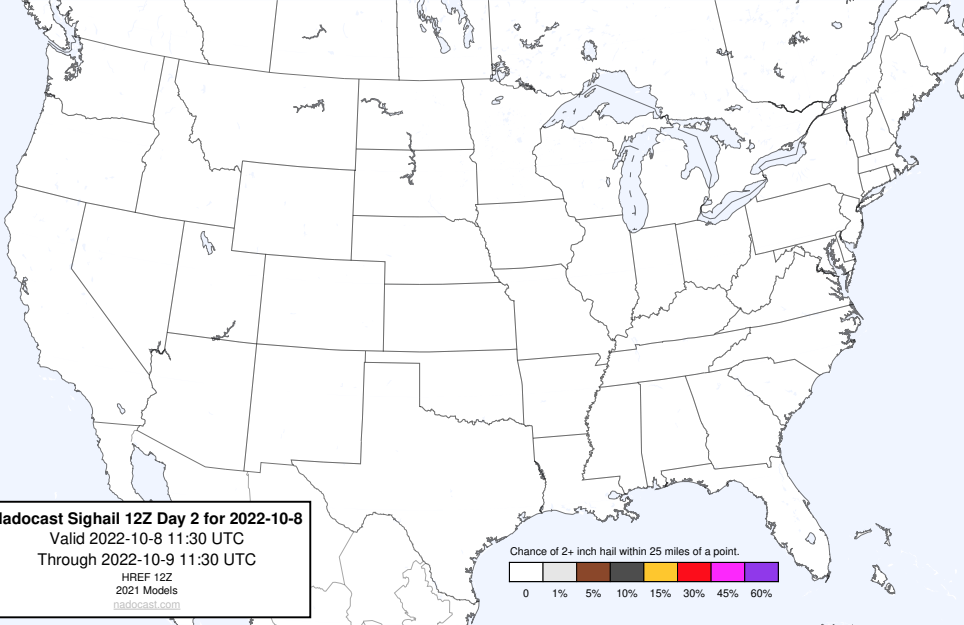 adocast Sighail 12Z Day 2 for 2022-10-8
Valid 2022-10-8 11:30 UTC
Through 2022-10-9 11:30 UTC
HREF 12Z
2021 Models
nadocast.com
Chance of 2+ inch hail within 25 miles of a point.
0 1% 5% 10% 15% 30% 45% 60%